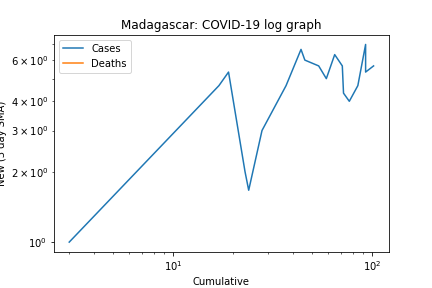 Madagascar: COVID-19 log graph
Cases
Deaths
6 × 10⁰
4 × 10⁰
3 × 10⁰
2 × 10⁰
10⁰
10¹
10²
Cumulative
New (3 day SMA)